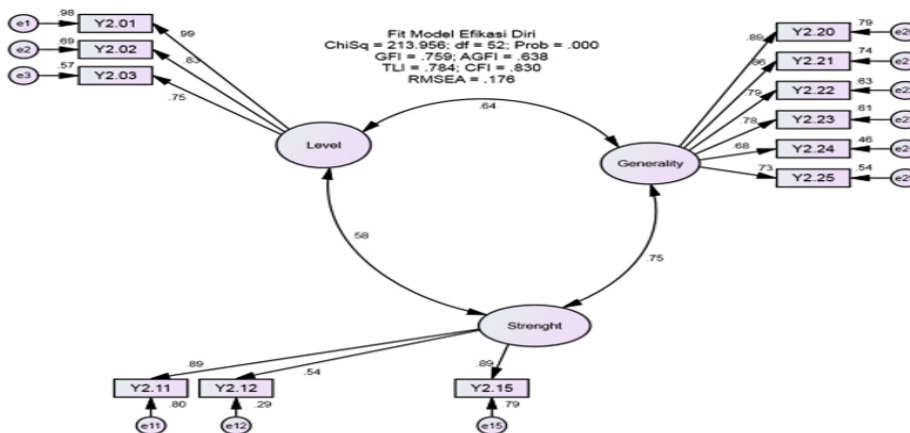 Fit Model Efikasi Diri
ChiSq = 213.956; df = 52; Prob = .000
GFI = .759; AGFI = .638
TLI = .784; CFI = .830
RMSEA = .176
e1
.98
Y2.01
.99
e2
.69
Y2.02
.83
e3
.57
Y2.03
.75
Level
.64
Generality
.89
Y2.20
.79
.86
Y2.21
.74
.79
Y2.22
.63
.78
Y2.23
.61
.68
Y2.24
.46
.73
Y2.25
.54
.58
.75
Strenght
.89
.54
.89
Y2.11
.80
Y2.12
.29
Y2.15
.79
e11
e12
e15